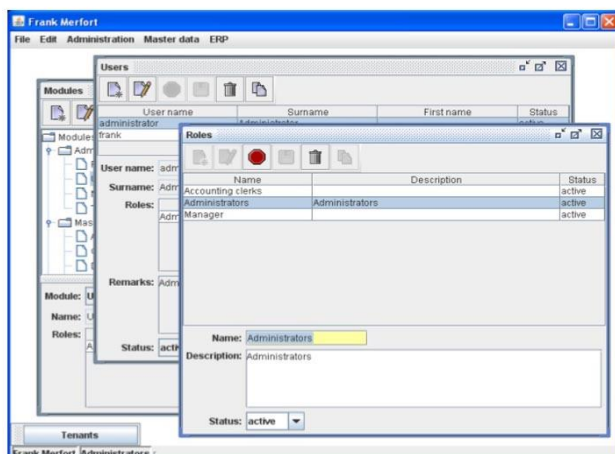 Frank Merfort
File Edit Administration Master data ERP
Users
Modules
User name Surname First name Status
administrator Administrator active
frank
Modules
User name:
Surname:
Roles:
Remarks:
Status:
Module:
Name:
Roles:
Roles
Name Description Status
Accounting clerks active
Administrators Administrators active
Manager active
Name: Administrators
Description: Administrators
Status: active
Tenants
Frank Merfort Administrators